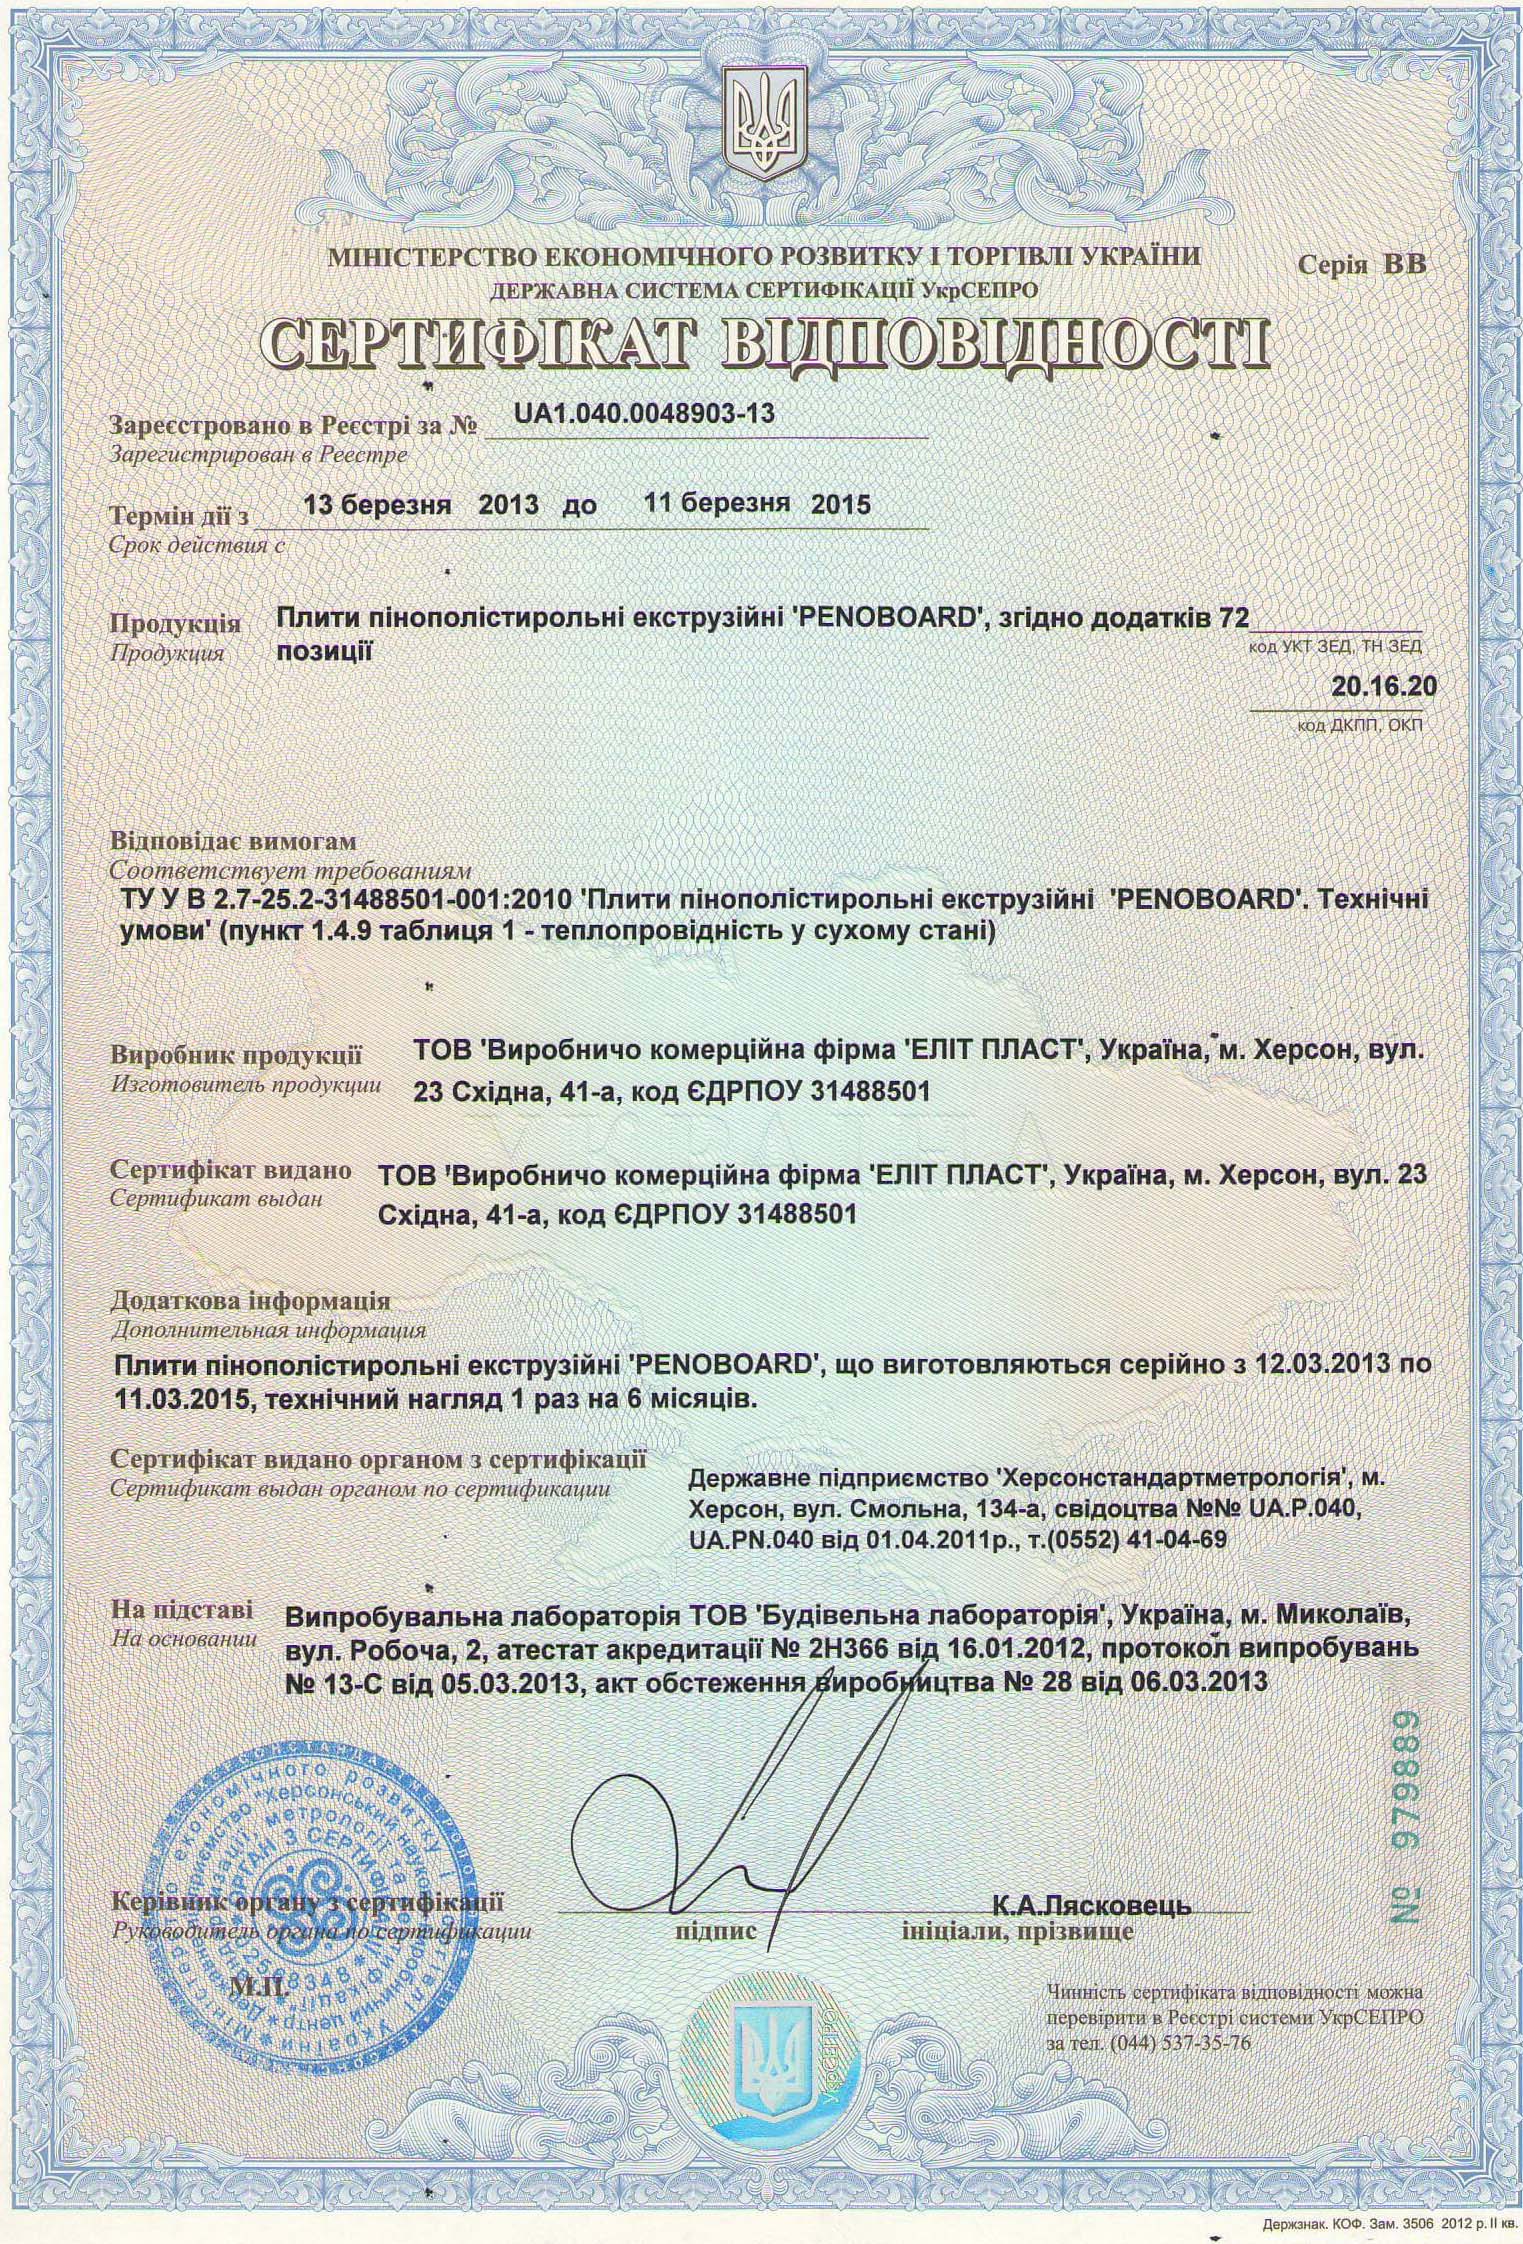 МІНІСТЕРСТВО ЕКОНОМІЧНОГО РОЗВИТКУ І ТОРГІВЛІ УКРАЇНИ
Серія ВВ
ДЕРЖАВНА СИСТЕМА СЕРТИФІКАЦІЇ УкрСЕПРО
СЕРТИФІКАТ ВІДПОВІДНОСТІ
Зареєстровано в Реєстрі за № UA1.040.0048903-13
Зарегистрирован в Реестре
Термін дії з 13 березня 2013 до 11 березня 2015
Срок действия с
Продукція Плити пінополістирольні екструзійні 'PENOBOARD', згідно додатків 72
Продукция позиції
код УКТ ЗЕД, ТН ЗЕД
20.16.20
код ДКПП, ОКП
Відповідає вимогам
Соответствует требованиям
ТУ У В 2.7-25.2-31488501-001:2010 'Плити пінополістирольні екструзійні 'PENOBOARD'. Технічні
умови' (пункт 1.4.9 таблиця 1 - теплопровідність у сухому стані)
Виробник продукції ТОВ 'Виробничо комерційна фірма 'ЕЛІТ ПЛАСТ', Україна, м. Херсон, вул.
Изготовитель продукции 23 Східна, 41-а, код ЄДРПОУ 31488501
Сертифікат видано ТОВ 'Виробничо комерційна фірма 'ЕЛІТ ПЛАСТ', Україна, м. Херсон, вул. 23
Сертификат выдан Східна, 41-а, код ЄДРПОУ 31488501
Додаткова інформація
Дополнительная информация
Плити пінополістирольні екструзійні 'PENOBOARD', що виготовляються серійно з 12.03.2013 по
11.03.2015, технічний нагляд 1 раз на 6 місяців.
Сертифікат видано органом з сертифікації
Сертификат выдан органом по сертификации
Державне підприємство 'Херсонстандартметрологія', м.
Херсон, вул. Смольна, 134-а, свідоцтва №№ UA.P.040,
UA.PN.040 від 01.04.2011р., т.(0552) 41-04-69
На підставі Випробувальна лабораторія ТОВ 'Будівельна лабораторія', Україна, м. Миколаїв,
На основании вул. Робоча, 2, атестат акредитації № 2Н366 від 16.01.2012, протокол випробувань
№ 13-С від 05.03.2013, акт обстеження виробництва № 28 від 06.03.2013
№ 979889
Керівник органу з сертифікації К.А.Лясковець
Руководитель органа по сертификации підпис ініціали, прізвище
М.П.
ОРГАН З СЕРТИФІКАЦІЇ
02568348
УкрСЕПРО
Чинність сертифіката відповідності можна
перевірити в Реєстрі системи УкрСЕПРО
за тел. (044) 537-35-76
Держзнак. КОФ. Зам. 3506 2012 р. II кв.